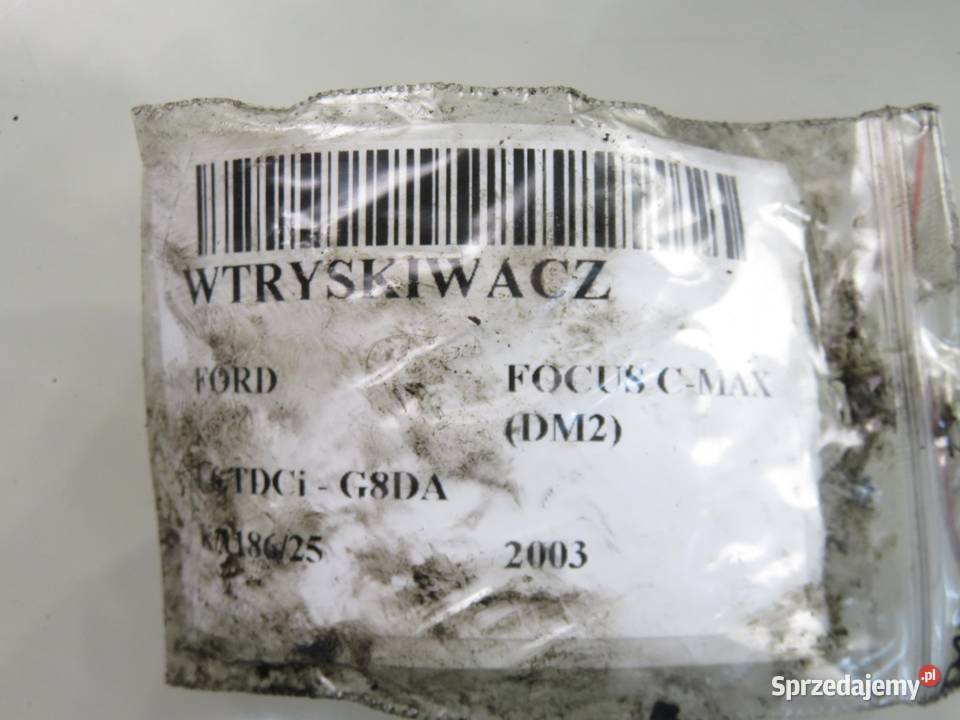 WTRYSKIWACZ
FORD FOCUS C-MAX
(DM2)
TDCi - G8DA
2003
Sprzedajemy.pl